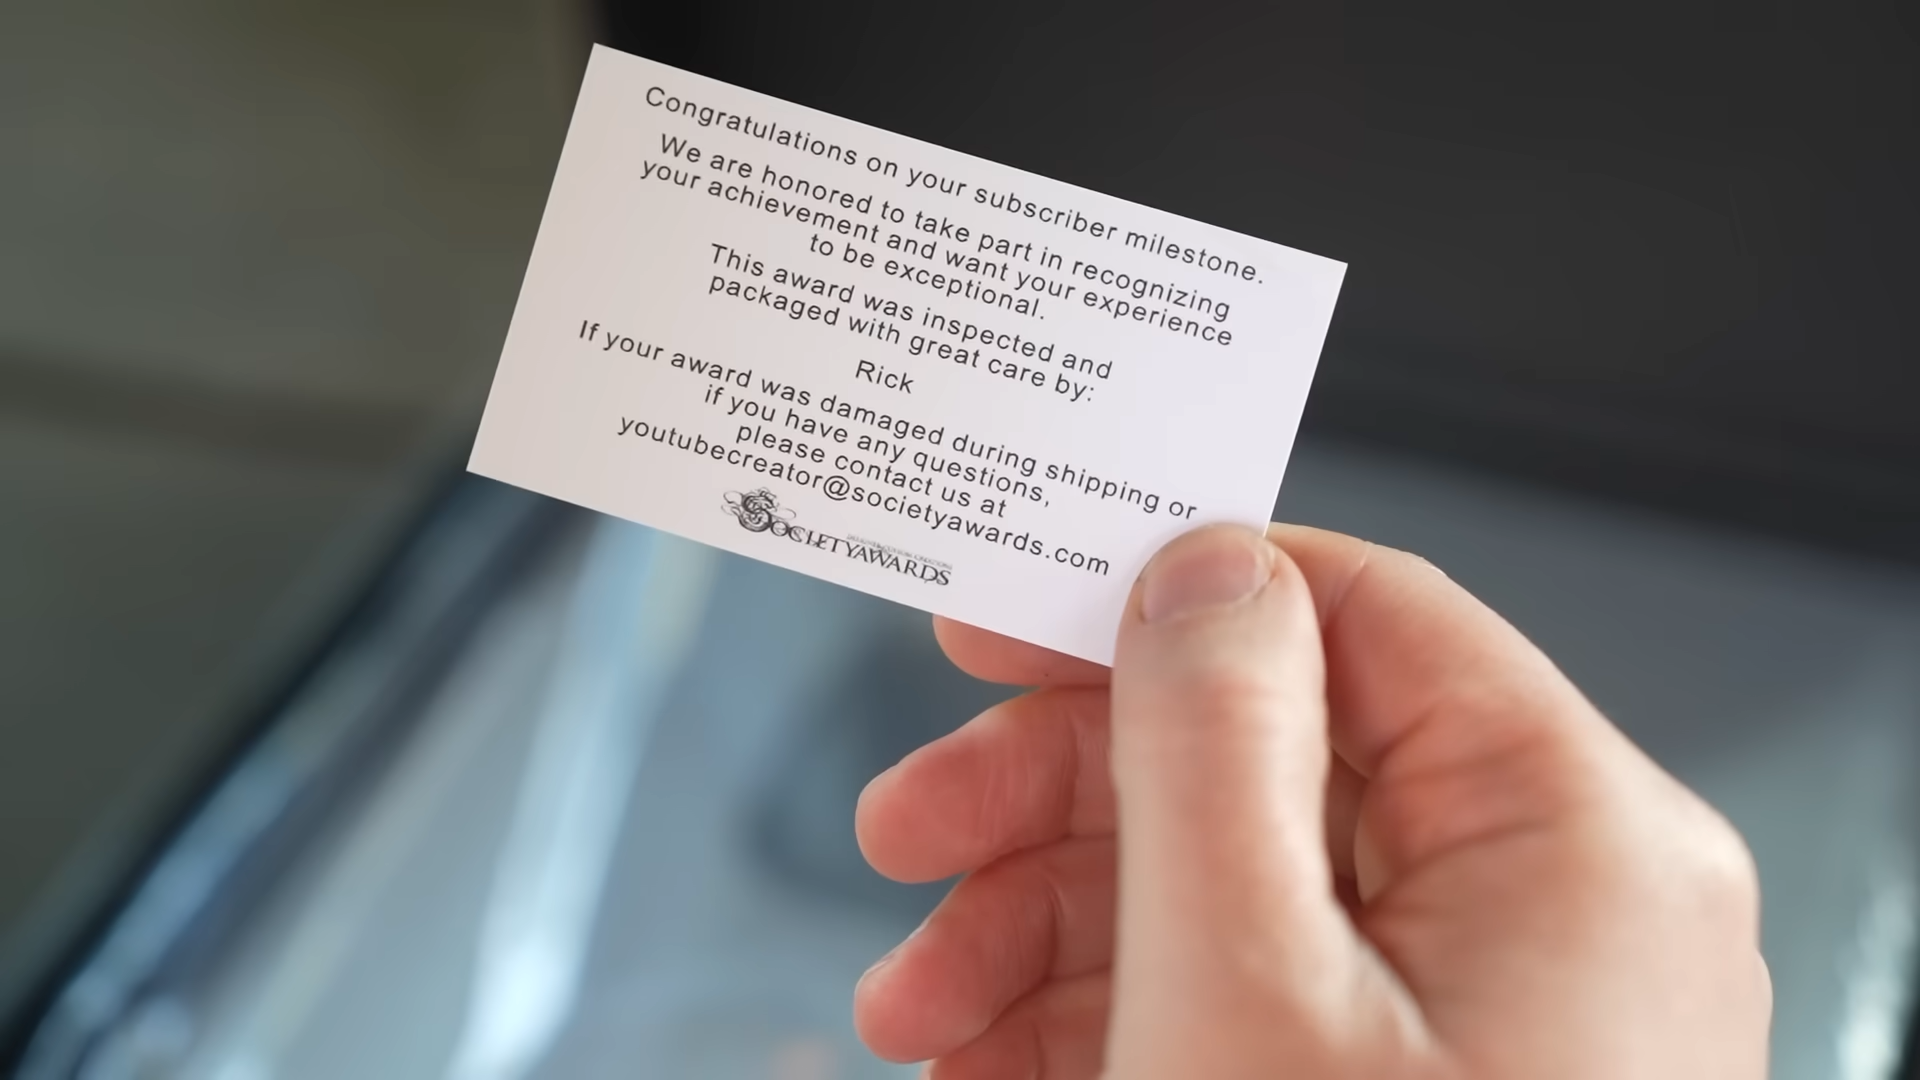 Congratulations on your subscriber milestone.
We are honored to take part in recognizing
your achievement and want your experience
to be exceptional.
This award was inspected and
packaged with great care by:
Rick
If your award was damaged during shipping or
if you have any questions,
please contact us at
youtubecreator@societyawards.com
SOCIETYAWARDS